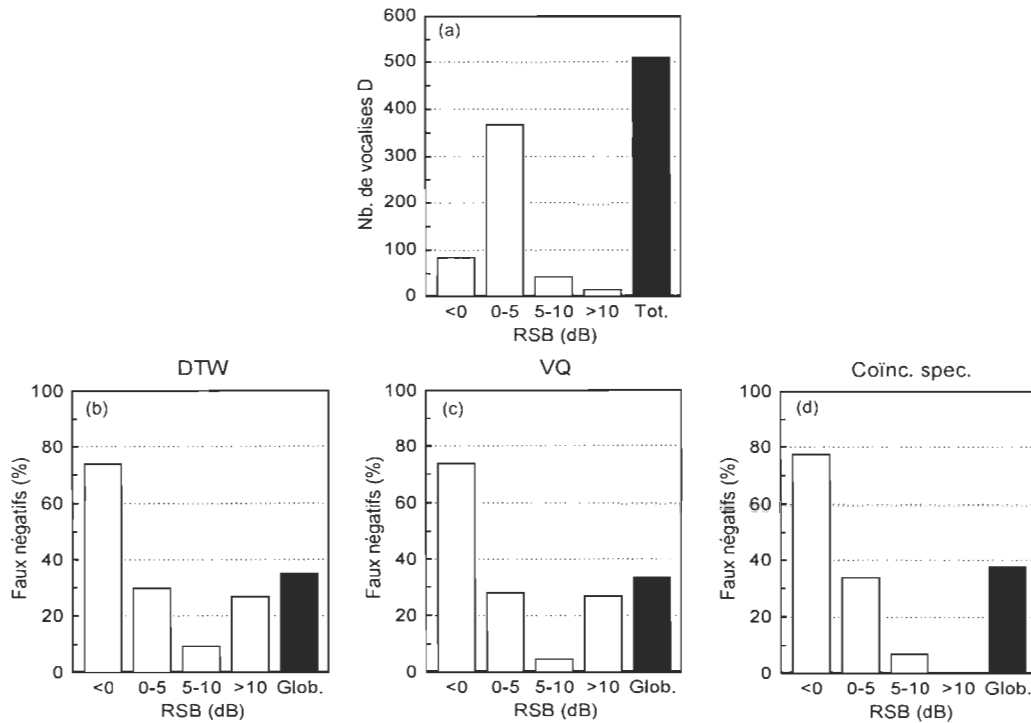 (a)
Nb. de vocalises D
600
500
400
300
200
100
0
<0 0-5 5-10 >10 Tot.
RSB (dB)
DTW
(b)
Faux négatifs (%)
100
80
60
40
20
0
<0 0-5 5-10 >10 Glob.
RSB (dB)
VQ
(c)
Faux négatifs (%)
100
80
60
40
20
0
<0 0-5 5-10 >10 Glob.
RSB (dB)
Coïnc. spec.
(d)
Faux négatifs (%)
100
80
60
40
20
0
<0 0-5 5-10 >10 Glob.
RSB (dB)